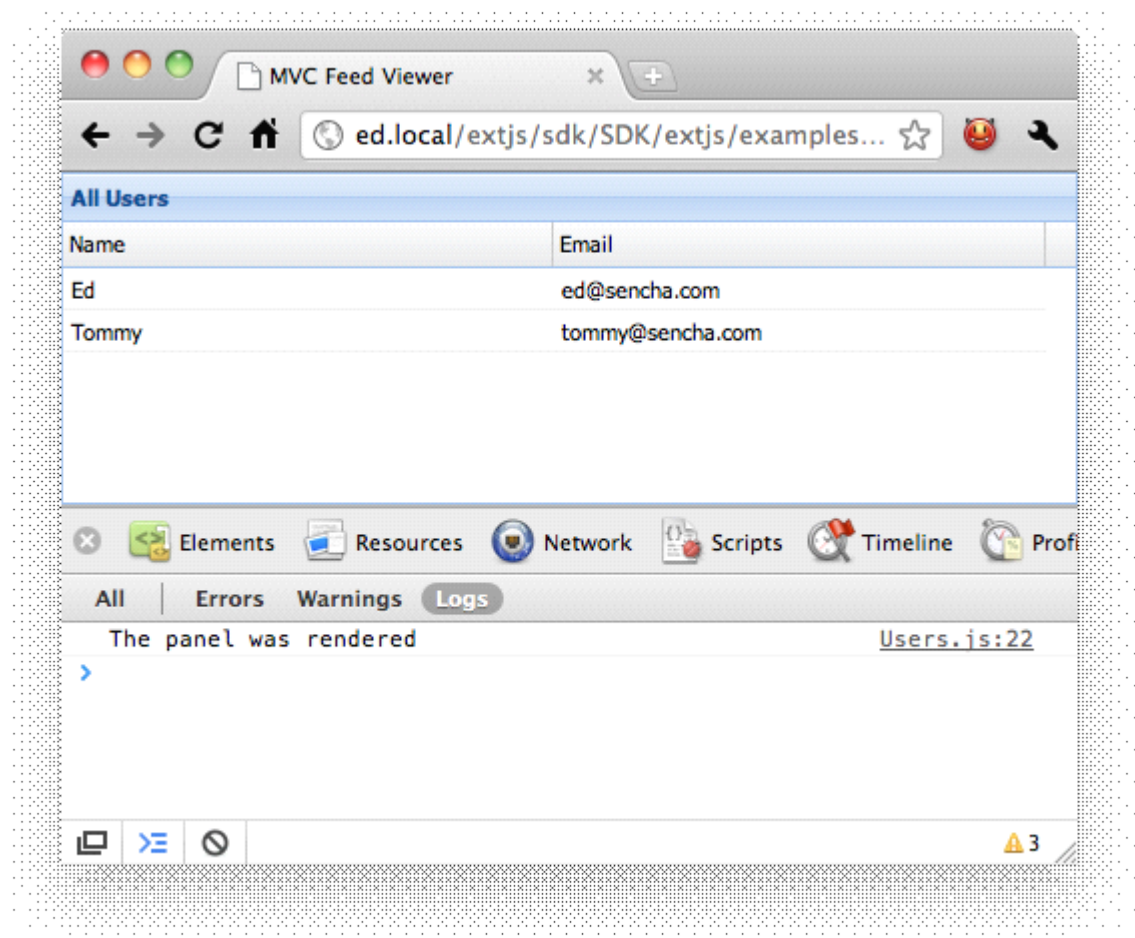 MVC Feed Viewer
ed.local/extjs/sdk/SDK/extjs/examples...
All Users
Name Email
Ed ed@sencha.com
Tommy tommy@sencha.com
Elements Resources Network Scripts Timeline Profi
All Errors Warnings Logs
The panel was rendered Users.js:22
3